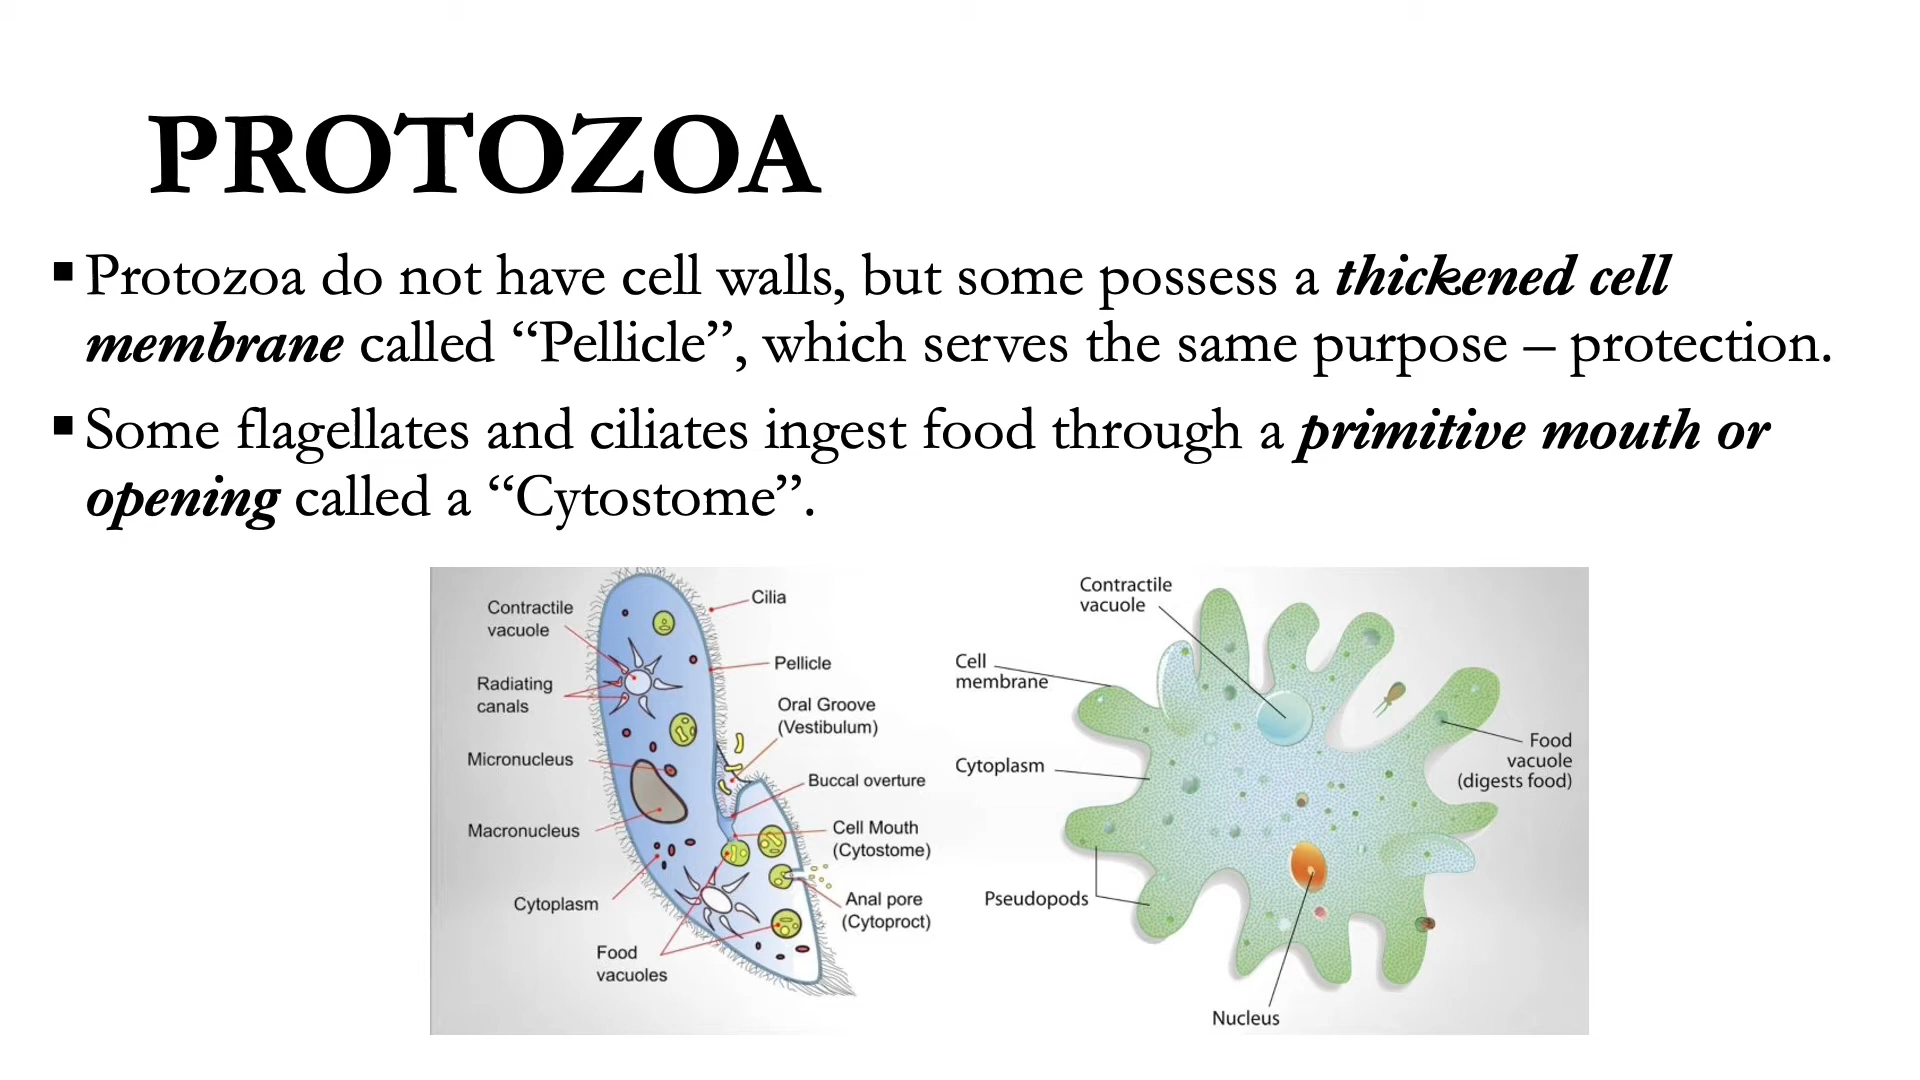 PROTOZOA
▪ Protozoa do not have cell walls, but some possess a thickened cell
membrane called “Pellicle”, which serves the same purpose – protection.
▪ Some flagellates and ciliates ingest food through a primitive mouth or
opening called a “Cytostome”.
Contractile
vacuole
Radiating
canals
Micronucleus
Macronucleus
Cytoplasm
Food
vacuoles
Cilia
Pellicle
Oral Groove
(Vestibulum)
Buccal overture
Cell Mouth
(Cytostome)
Anal pore
(Cytoproct)
Contractile
vacuole
Cell
membrane
Cytoplasm
Pseudopods
Nucleus
Food
vacuole
(digests food)